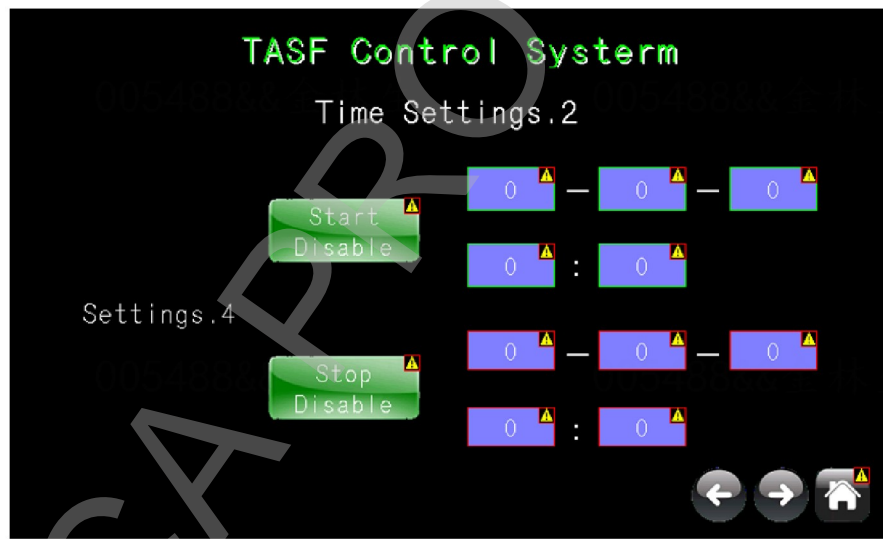 TASF Control Systerm
Time Settings.2
Start
Disable
0 — 0 — 0
0 : 0
Settings.4
Stop
Disable
0 — 0 — 0
0 : 0